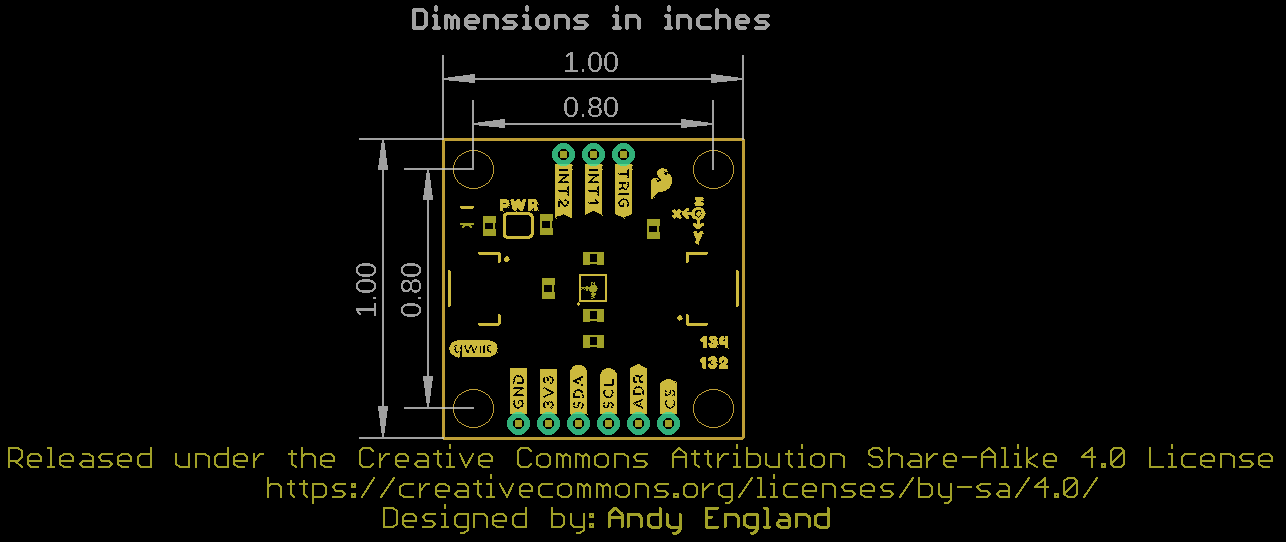 Dimensions in inches
1.00
0.80
INT2
INT1
TRIG
PWR
z
x
y
1.00
0.80
qwiic
134
132
GND
3V3
SDA
SCL
ADR
CS
Released under the Creative Commons Attribution Share-Alike 4.0 License
https://creativecommons.org/licenses/by-sa/4.0/
Designed by: Andy England